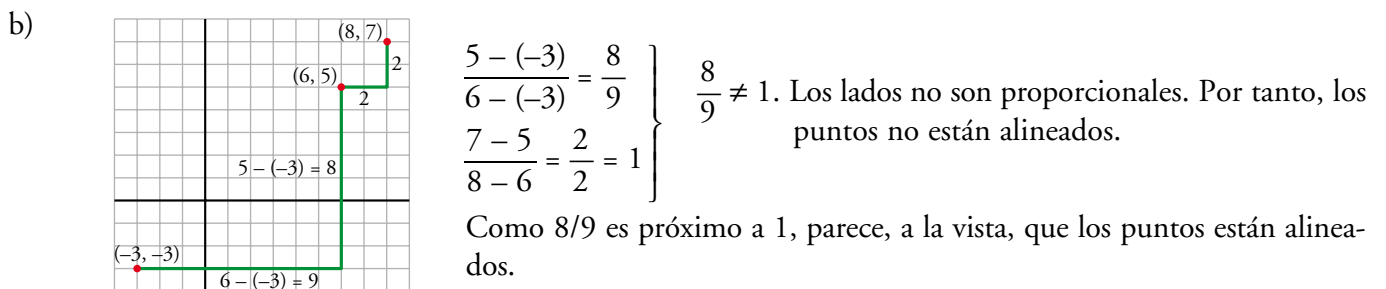 b)
(8, 7)
2
(6, 5)
2
5 – (–3) = 8
(–3, –3)
6 – (–3) = 9
5 – (–3) / 6 – (–3) = 8 / 9
7 – 5 / 8 – 6 = 2 / 2 = 1
8 / 9 ≠ 1. Los lados no son proporcionales. Por tanto, los
puntos no están alineados.
Como 8/9 es próximo a 1, parece, a la vista, que los puntos están alinea-
dos.